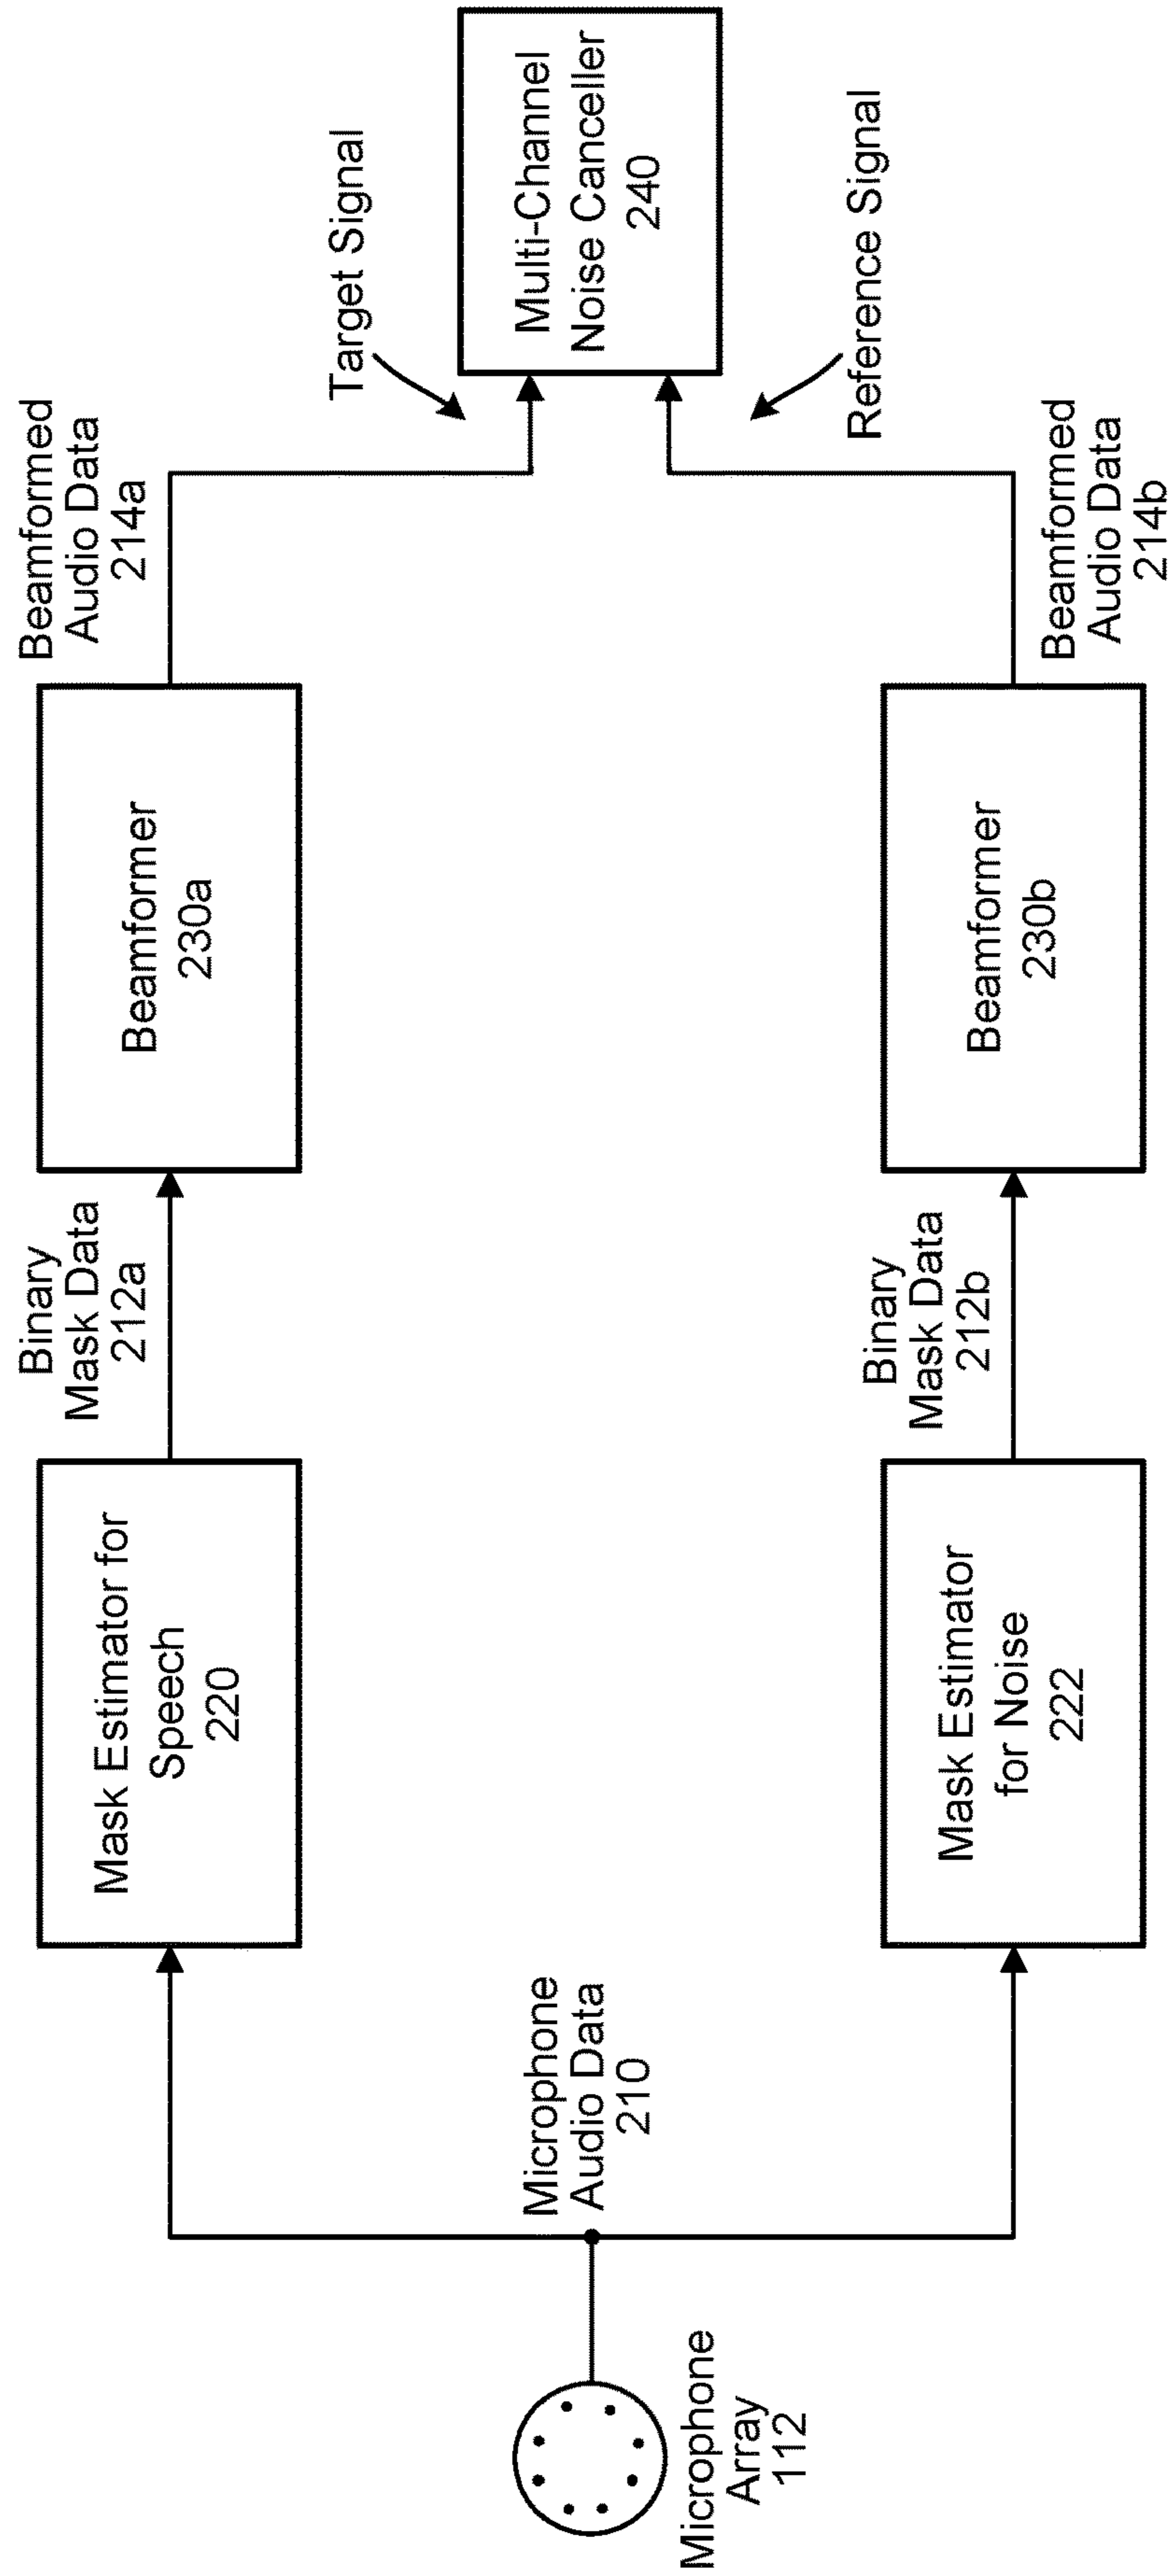 Microphone
Array
112
Microphone
Audio Data
210
Mask Estimator for
Speech
220
Binary
Mask Data
212a
Beamformer
230a
Beamformed
Audio Data
214a
Target Signal
Multi-Channel
Noise Canceller
240
Reference Signal
Mask Estimator
for Noise
222
Binary
Mask Data
212b
Beamformer
230b
Beamformed
Audio Data
214b